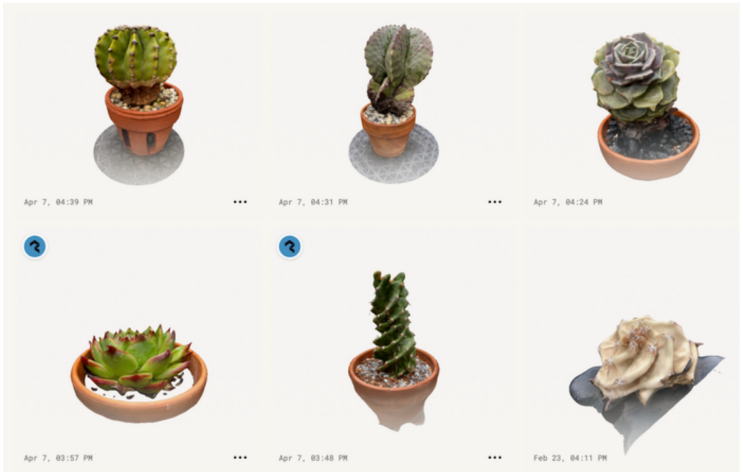 Apr 7, 04:39 PM
Apr 7, 04:31 PM
Apr 7, 04:24 PM
Apr 7, 03:57 PM
Apr 7, 03:48 PM
Feb 23, 04:11 PM